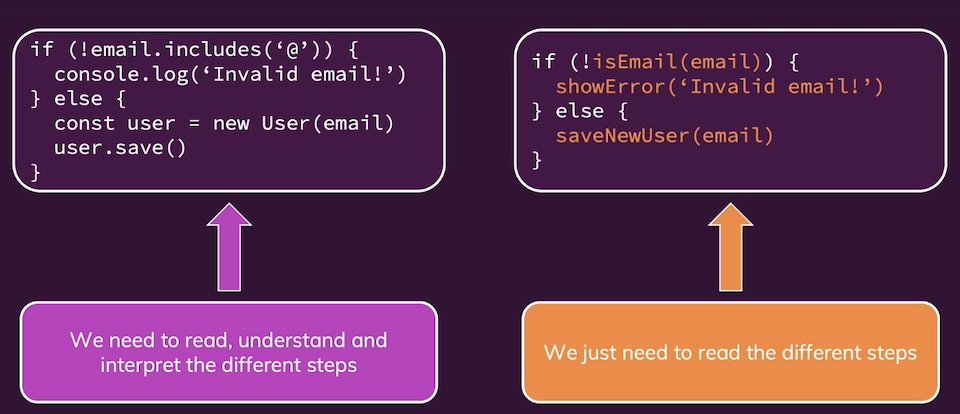 if (!email.includes(‘@’)) {
  console.log(‘Invalid email!’)
} else {
  const user = new User(email)
  user.save()
}
We need to read, understand and
interpret the different steps
if (!isEmail(email)) {
  showError(‘Invalid email!’)
} else {
  saveNewUser(email)
}
We just need to read the different steps